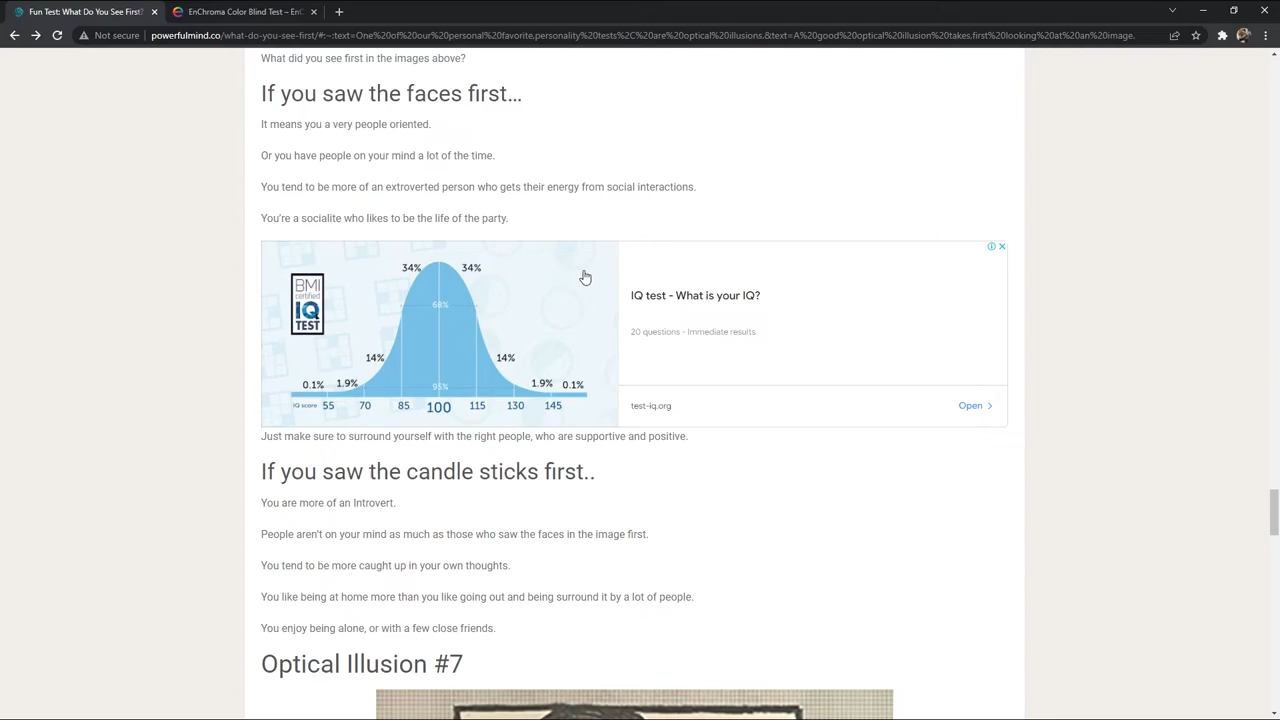 Fun Test: What Do You See First?
EnChroma Color Blind Test –
Not secure
powerfulmind.co/what-do-you-see-first/#:~:text=One%20of%20our%20personal%20favorite,personality%20tests%2C%20are%20optical%20illusions.&text=A%20good%20optical%20illusion%20takes,first%20looking%20at%20an%20image.
What did you see first in the images above?
If you saw the faces first…
It means you a very people oriented.
Or you have people on your mind a lot of the time.
You tend to be more of an extroverted person who gets their energy from social interactions.
You're a socialite who likes to be the life of the party.
BMI
certified
IQ
TEST
34% 34%
68%
14% 14%
0.1% 1.9% 95% 1.9% 0.1%
IQ score 55 70 85 100 115 130 145
IQ test - What is your IQ?
20 questions - Immediate results
test-iq.org
Open
Just make sure to surround yourself with the right people, who are supportive and positive.
If you saw the candle sticks first..
You are more of an Introvert.
People aren't on your mind as much as those who saw the faces in the image first.
You tend to be more caught up in your own thoughts.
You like being at home more than you like going out and being surround it by a lot of people.
You enjoy being alone, or with a few close friends.
Optical Illusion #7